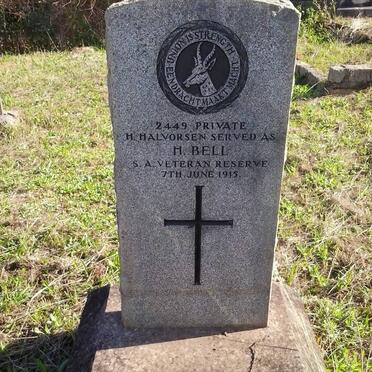 UNION IS STRENGTH
EENDRACHT MAAKT MACHT
2449 PRIVATE
H. HALVORSEN SERVED AS
H. BELL
S. A. VETERAN RESERVE
7TH JUNE 1915